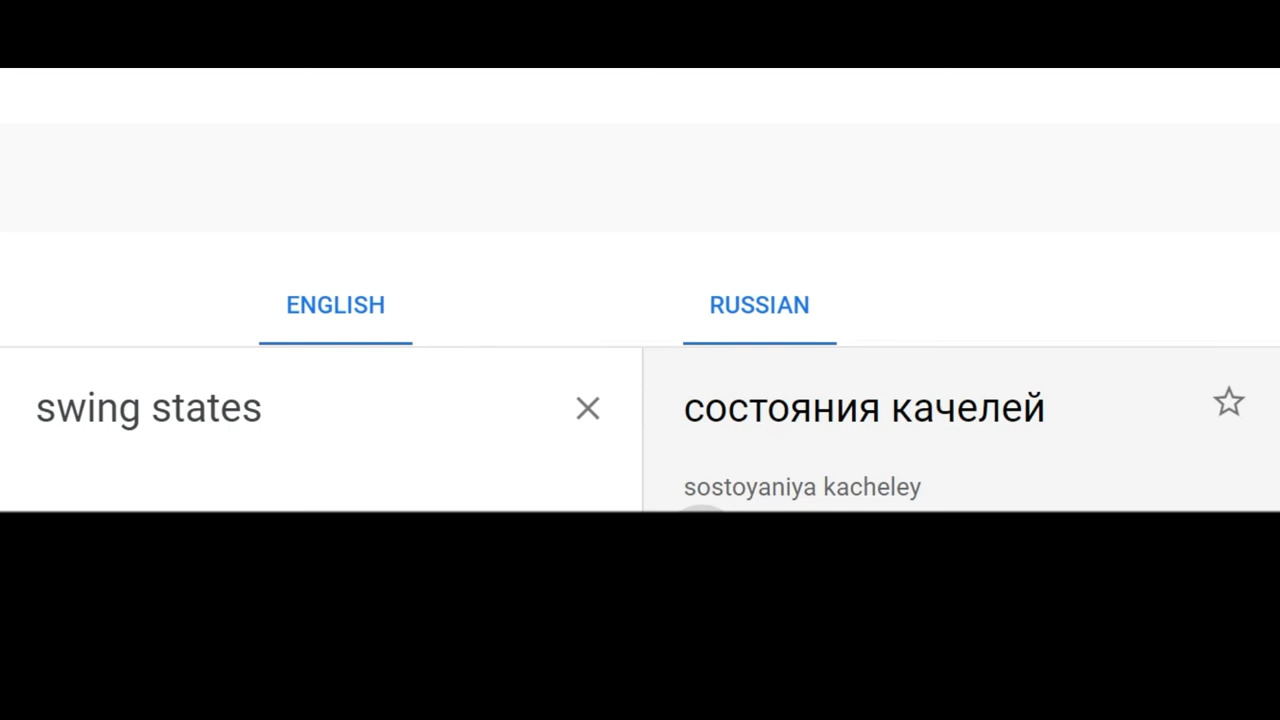 ENGLISH
RUSSIAN
swing states
состояния качелей
sostoyaniya kacheley